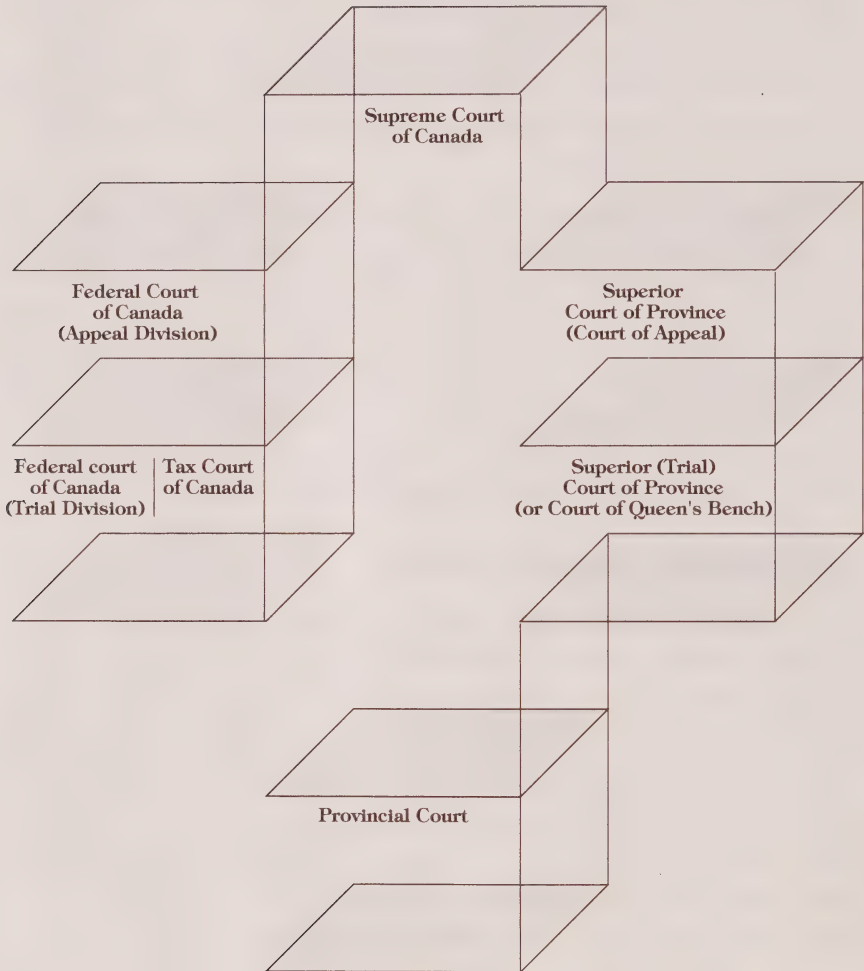 Supreme Court
of Canada
Federal Court
of Canada
(Appeal Division)
Superior
Court of Province
(Court of Appeal)
Federal court
of Canada
(Trial Division)
Tax Court
of Canada
Superior (Trial)
Court of Province
(or Court of Queen's Bench)
Provincial Court